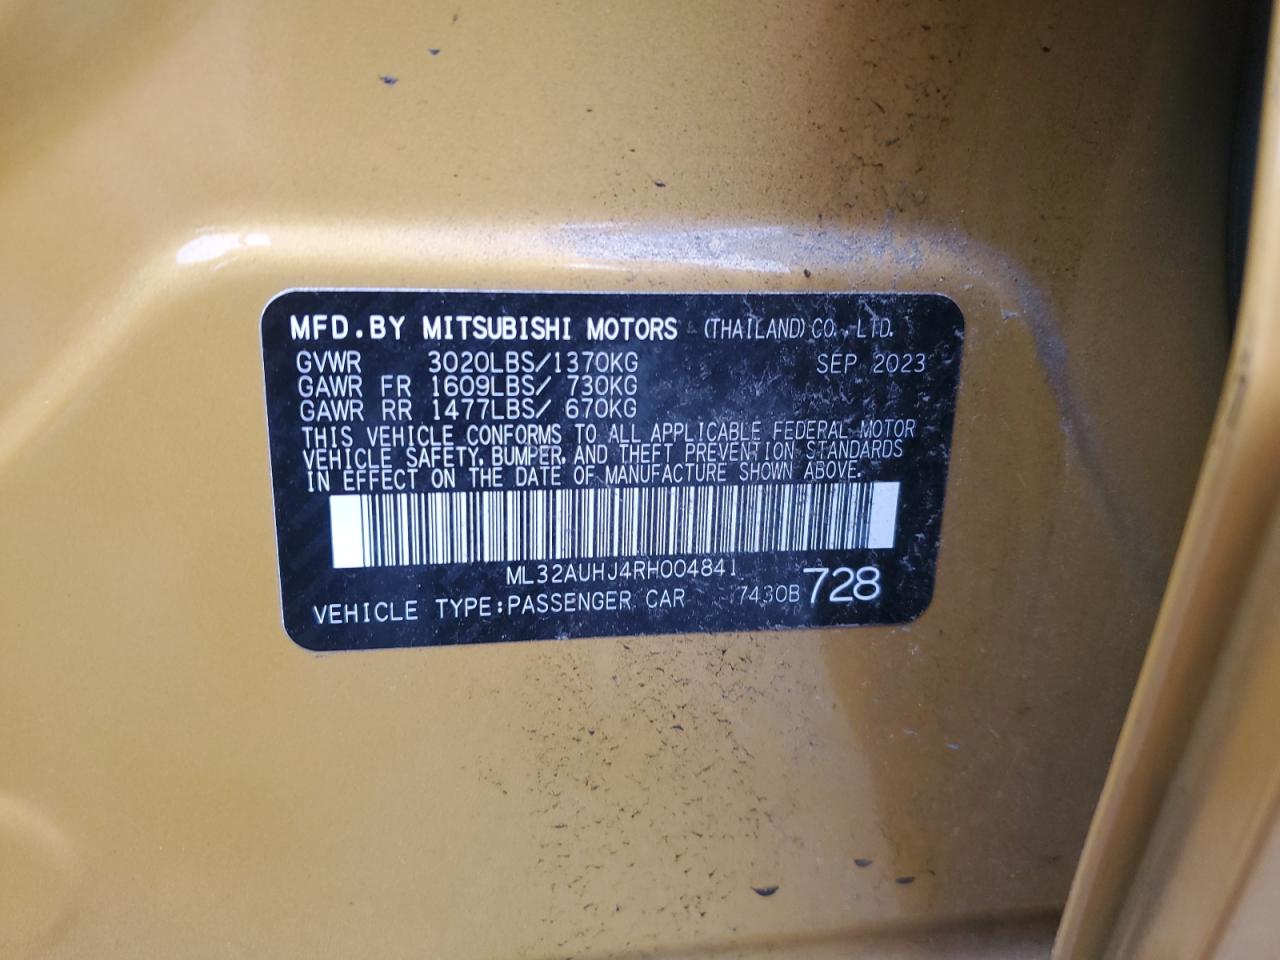 MFD.BY MITSUBISHI MOTORS (THAILAND)CO.,LTD.
GVWR 3020LBS/1370KG SEP 2023
GAWR FR 1609LBS/ 730KG
GAWR RR 1477LBS/ 670KG
THIS VEHICLE CONFORMS TO ALL APPLICABLE FEDERAL MOTOR
VEHICLE SAFETY, BUMPER, AND THEFT PREVENTION STANDARDS
IN EFFECT ON THE DATE OF MANUFACTURE SHOWN ABOVE.
ML32AUHJ4RH004841
VEHICLE TYPE:PASSENGER CAR 7430B 728